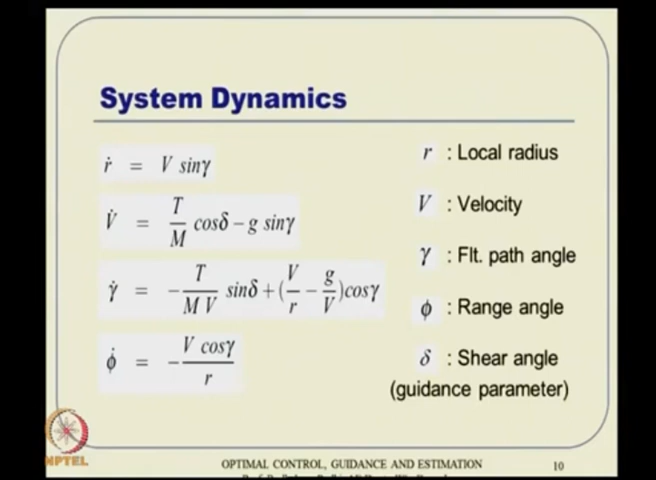 System Dynamics
ṙ = V sinγ
V̇ = T/M cosδ – g sinγ
γ̇ = – T/(M V) sinδ + (V/r – g/V)cosγ
ϕ̇ = – V cosγ/r
r : Local radius
V : Velocity
γ : Flt. path angle
ϕ : Range angle
δ : Shear angle
(guidance parameter)
NPTEL
OPTIMAL CONTROL, GUIDANCE AND ESTIMATION
10